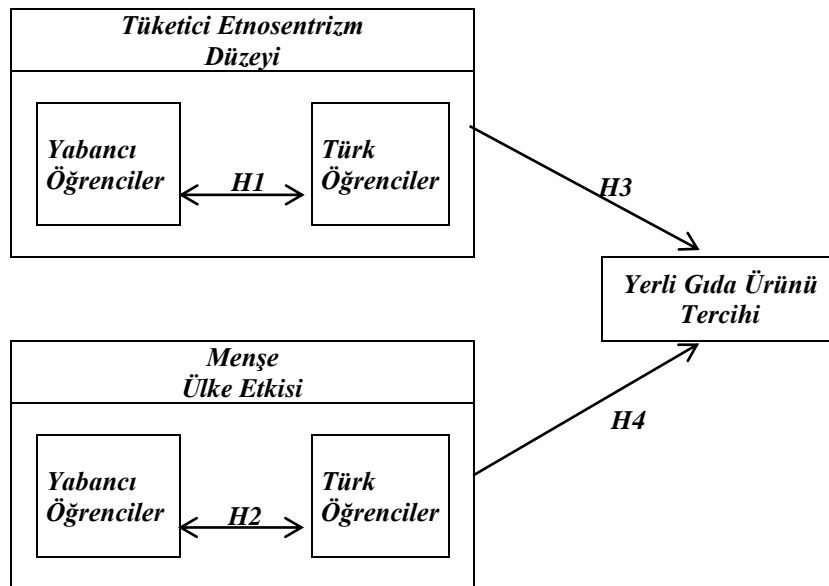 Tüketici Etnosentrizm
Düzeyi
Yabancı
Öğrenciler
H1
Türk
Öğrenciler
H3
Yerli Gıda Ürünü
Tercihi
Menşe
Ülke Etkisi
Yabancı
Öğrenciler
H2
Türk
Öğrenciler
H4